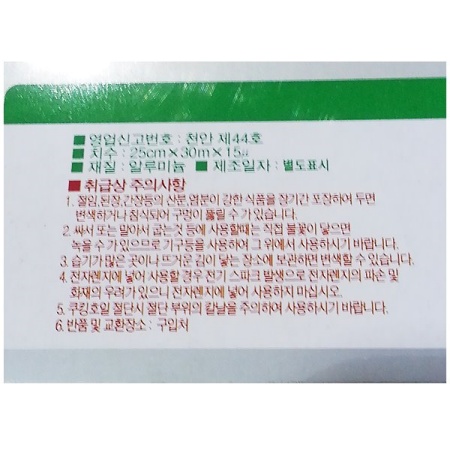 ■ 영업신고번호 : 천안 제44호
■ 치수 : 25cm×30m×15μ
■ 재질 : 알루미늄 ■ 제조일자 : 별도표시
■ 취급상 주의사항
1. 절임,된장,간장등의 산분,염분이 강한 식품을 장기간 포장하여 두면
변색하거나 침식되어 구멍이 뚫릴 수 가 있습니다.
2. 싸서 또는 말아서 굽는것 등에 사용할때는 직접 불꽃이 닿으면
녹을 수 가 있으므로 기구등을 사용하여 그 위에서 사용하시기 바랍니다.
3. 습기가 많은 곳이나 뜨거운 김이 닿는 장소에 보관하면 변색할 수 있습니다.
4. 전자렌지에 넣어 사용할 경우 전기 스파크 발생으로 전자렌지의 파손 및
화재의 우려가 있으니 전자렌지에 넣어 사용하지 마십시오.
5. 쿠킹호일 절단시 절단 부위의 칼날을 주의하여 사용하시기 바랍니다.
6. 반품 및 교환장소 : 구입처